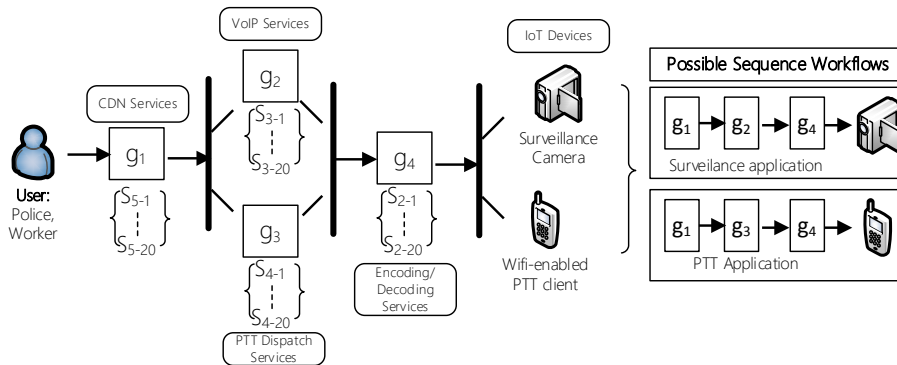 VoIP Services
g2
S3-1
S3-20
CDN Services
g1
S5-1
S5-20
User:
Police,
Worker
g3
S4-1
S4-20
PTT Dispatch
Services
g4
S2-1
S2-20
Encoding/
Decoding
Services
IoT Devices
Surveillance
Camera
Wifi-enabled
PTT client
Possible Sequence Workflows
g1 g2 g4
Surveilance application
g1 g3 g4
PTT Application